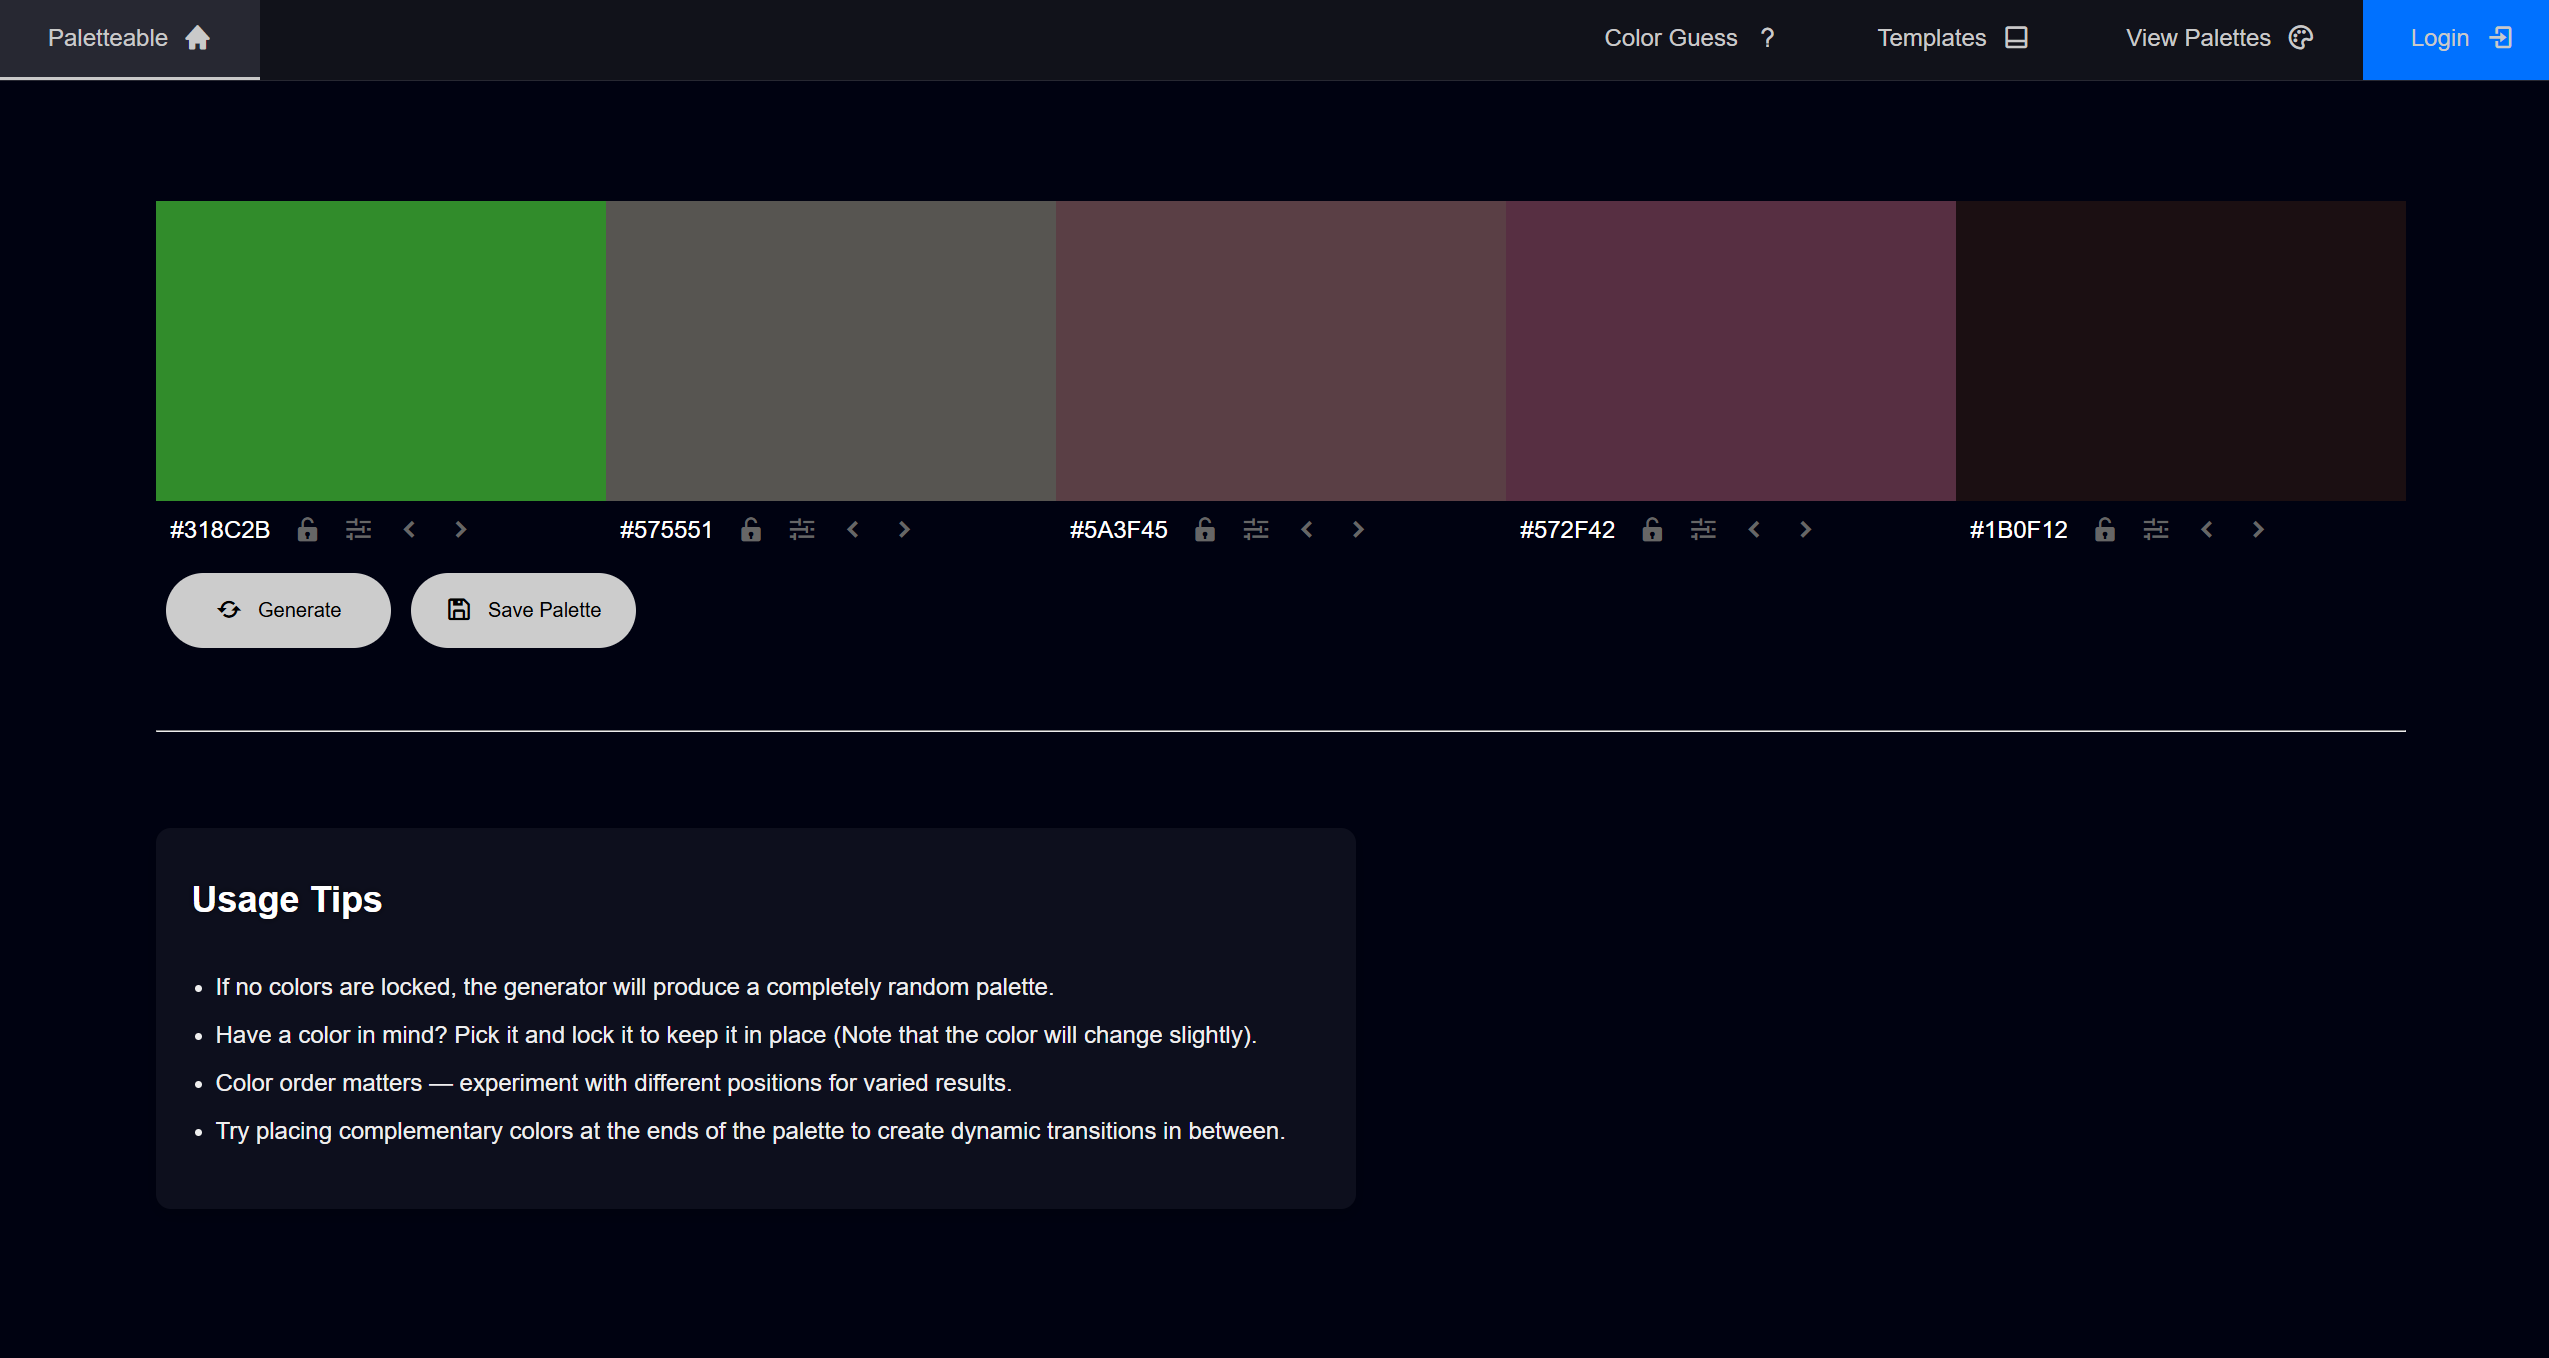 Paletteable
Color Guess ?
Templates
View Palettes
Login
#318C2B
#575551
#5A3F45
#572F42
#1B0F12
Generate
Save Palette
Usage Tips
• If no colors are locked, the generator will produce a completely random palette.
• Have a color in mind? Pick it and lock it to keep it in place (Note that the color will change slightly).
• Color order matters — experiment with different positions for varied results.
• Try placing complementary colors at the ends of the palette to create dynamic transitions in between.